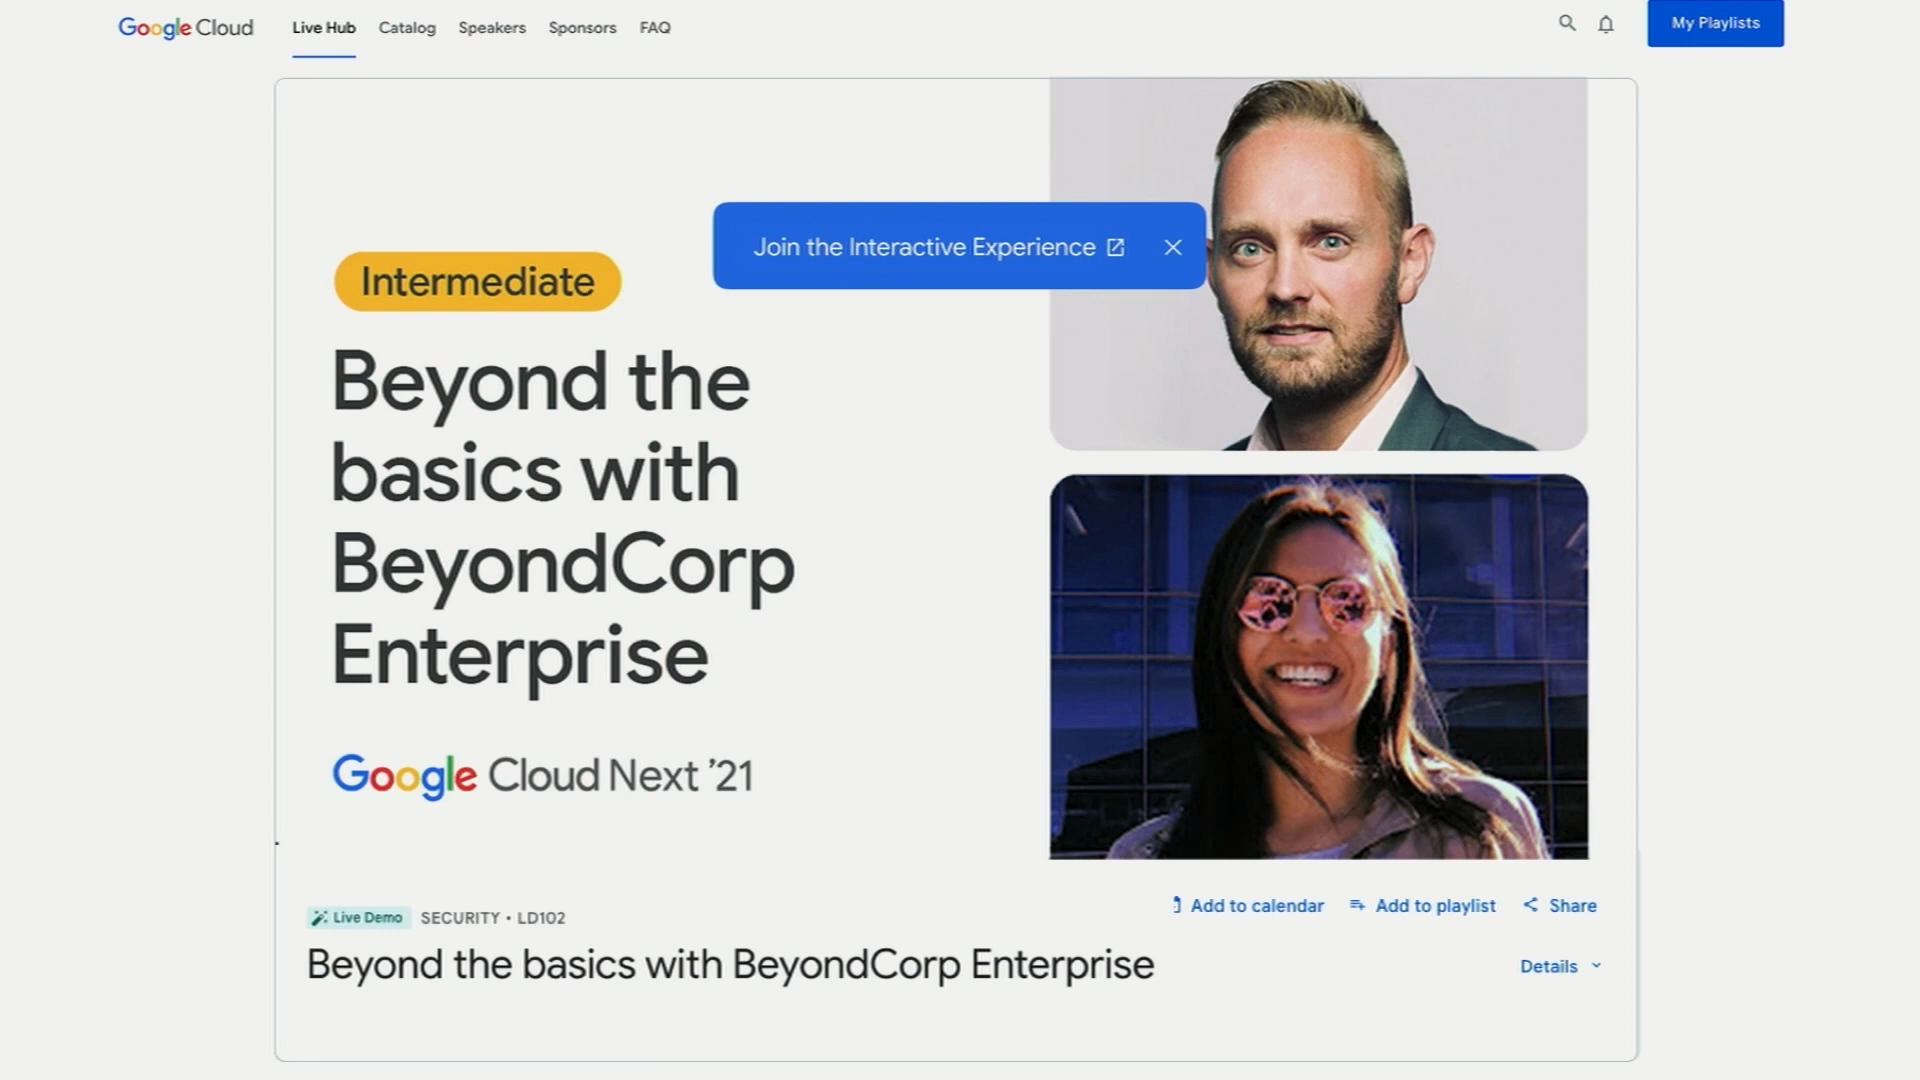 Google Cloud
Live Hub
Catalog
Speakers
Sponsors
FAQ
My Playlists
Join the Interactive Experience
Intermediate
Beyond the
basics with
BeyondCorp
Enterprise
Google Cloud Next '21
Live Demo
SECURITY • LD102
Add to calendar
Add to playlist
Share
Beyond the basics with BeyondCorp Enterprise
Details